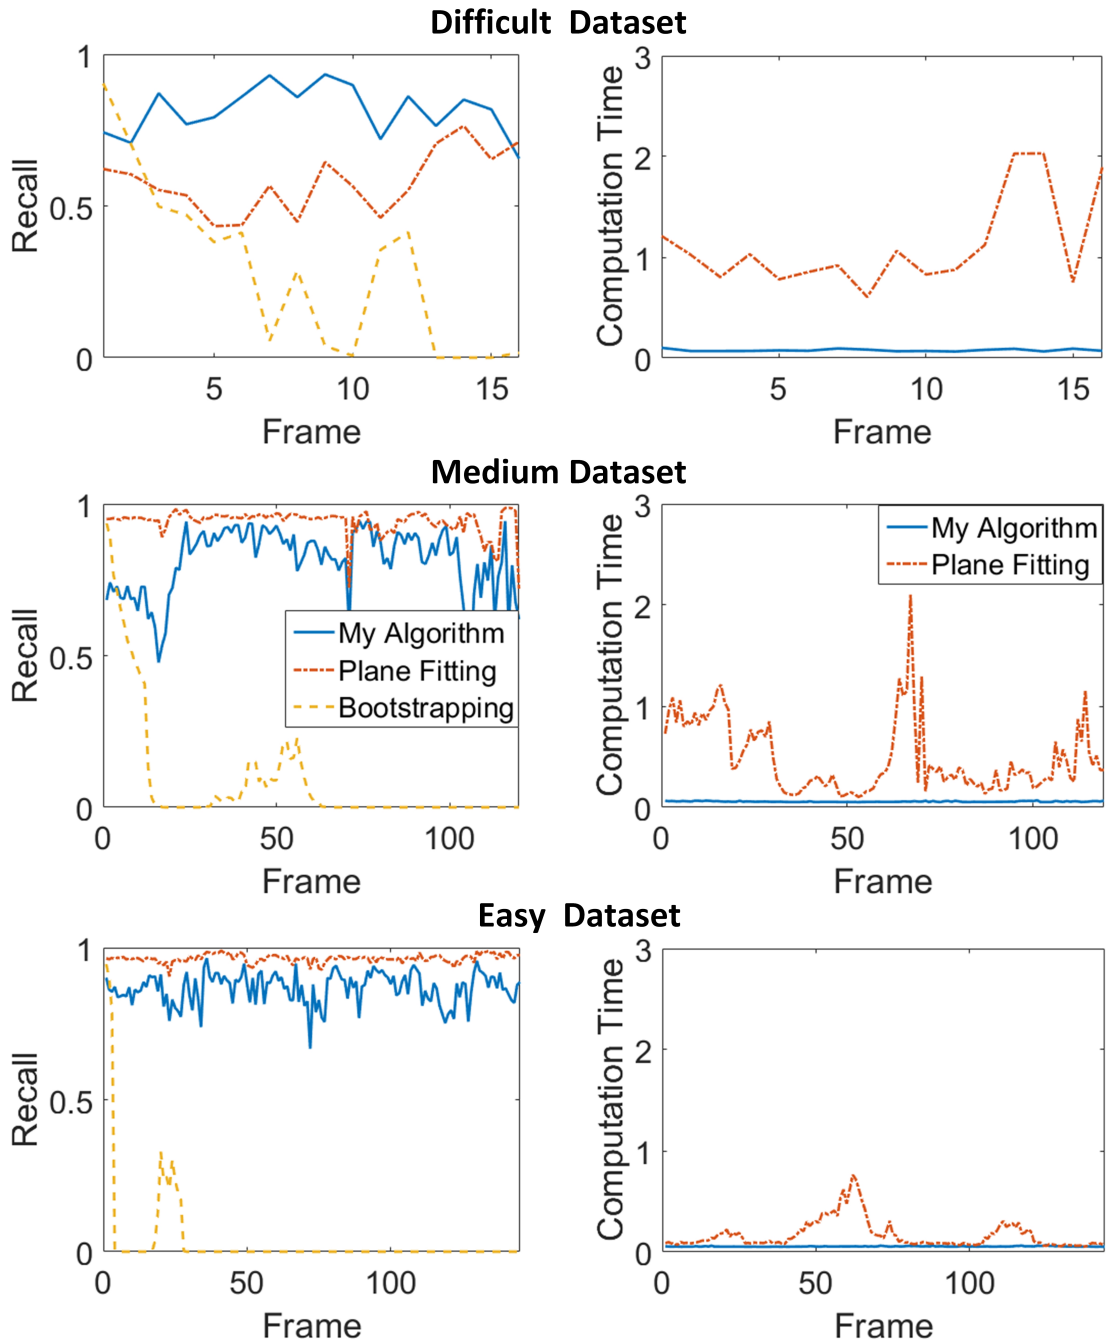 Difficult Dataset
1
0.5
0
Recall
5 10 15
Frame
3
2
1
0
Computation Time
5 10 15
Frame
Medium Dataset
1
0.5
0
Recall
My Algorithm
Plane Fitting
Bootstrapping
0 50 100
Frame
3
2
1
0
Computation Time
My Algorithm
Plane Fitting
0 50 100
Frame
Easy Dataset
1
0.5
0
Recall
0 50 100
Frame
3
2
1
0
Computation Time
0 50 100
Frame